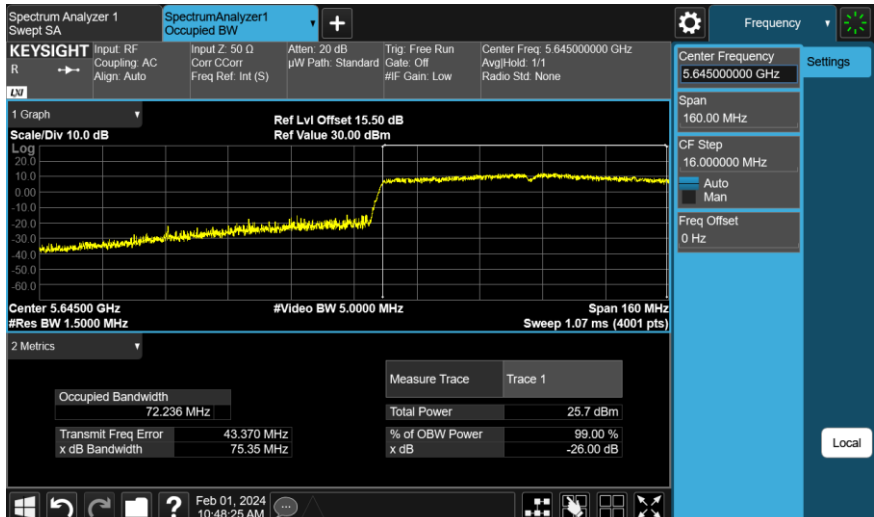 Spectrum Analyzer 1
Swept SA
SpectrumAnalyzer1
Occupied BW
Frequency
KEYSIGHT
R
LXI
Input: RF
Coupling: AC
Align: Auto
Input Z: 50 Ω
Corr CCorr
Freq Ref: Int (S)
Atten: 20 dB
µW Path: Standard
Trig: Free Run
Gate: Off
#IF Gain: Low
Center Freq: 5.645000000 GHz
Avg|Hold: 1/1
Radio Std: None
Center Frequency
5.645000000 GHz
Settings
Span
160.00 MHz
CF Step
16.000000 MHz
Auto
Man
Freq Offset
0 Hz
Local
1 Graph
Scale/Div 10.0 dB
Ref Lvl Offset 15.50 dB
Ref Value 30.00 dBm
Log
20.0
10.0
0.00
-10.0
-20.0
-30.0
-40.0
-50.0
-60.0
Center 5.64500 GHz
#Res BW 1.5000 MHz
#Video BW 5.0000 MHz
Span 160 MHz
Sweep 1.07 ms (4001 pts)
2 Metrics
Measure Trace Trace 1
Occupied Bandwidth
72.236 MHz
Total Power 25.7 dBm
Transmit Freq Error 43.370 MHz
% of OBW Power 99.00 %
x dB Bandwidth 75.35 MHz
x dB -26.00 dB
?
Feb 01, 2024
10:48:25 AM